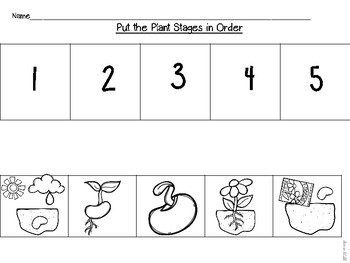 Name
Put the Plant Stages in Order
1 2 3 4 5